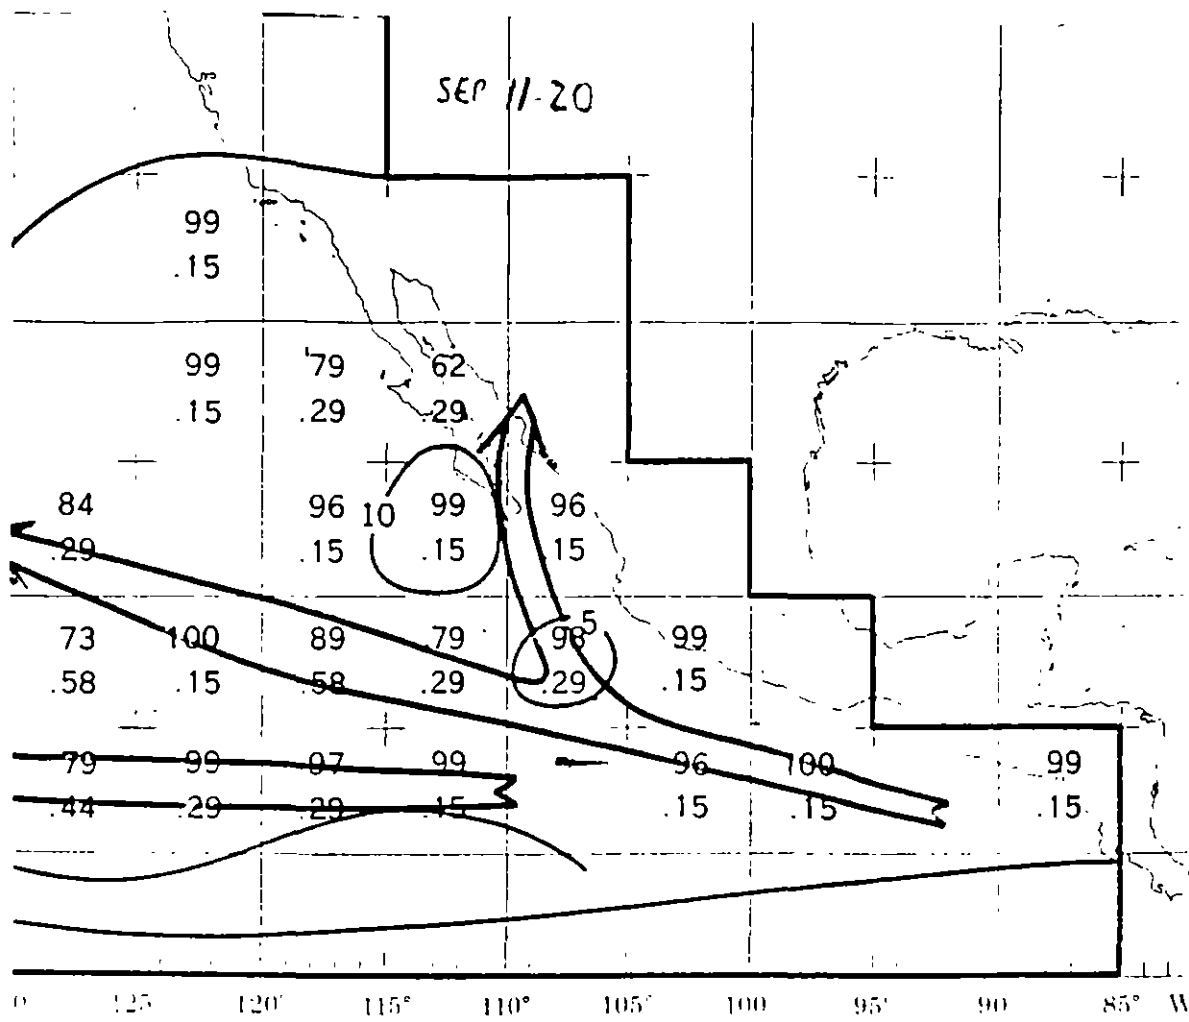 SEP 11-20
99
.15
99 79 62
.15 .29 .29
84 96 10 99 96
.29 .15 .15 .15
5
73 100 89 79 98 99
.58 .15 .58 .29 .29 .15
79 99 97 99 96 100 99
.44 .29 .29 .15 .15 .15 .15
125 120° 115° 110° 105° 100 95° 90 85° W